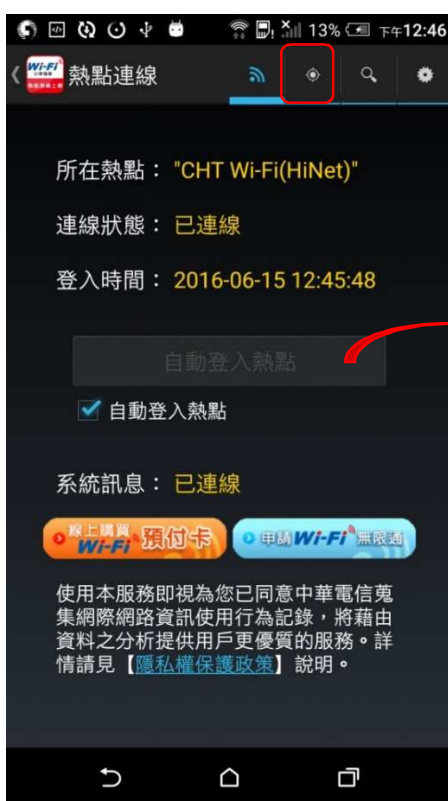 13% 下午12:46
Wi-Fi 熱點連線
所在熱點： "CHT Wi-Fi(HiNet)"
連線狀態： 已連線
登入時間： 2016-06-15 12:45:48
自動登入熱點
自動登入熱點
系統訊息： 已連線
線上購買 Wi-Fi 預付卡
申請 Wi-Fi 無限通
使用本服務即視為您已同意中華電信蒐
集網際網路資訊使用行為記錄，將藉由
資料之分析提供用戶更優質的服務。詳
情請見【隱私權保護政策】說明。